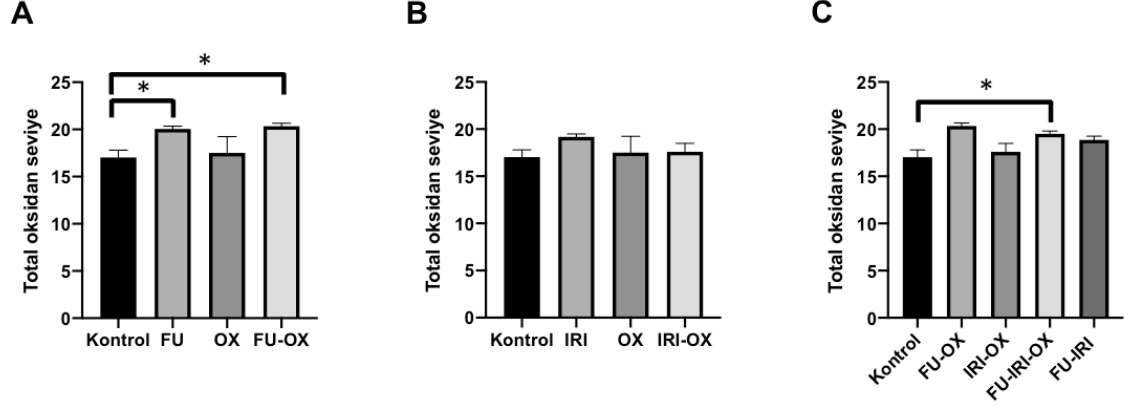 A
Total oksidan seviye
25
20
15
10
5
0
*
*
Kontrol FU OX FU-OX
B
Total oksidan seviye
25
20
15
10
5
0
Kontrol IRI OX IRI-OX
C
Total oksidan seviye
25
20
15
10
5
0
*
Kontrol
FU-OX
IRI-OX
FU-IRI-OX
FU-IRI